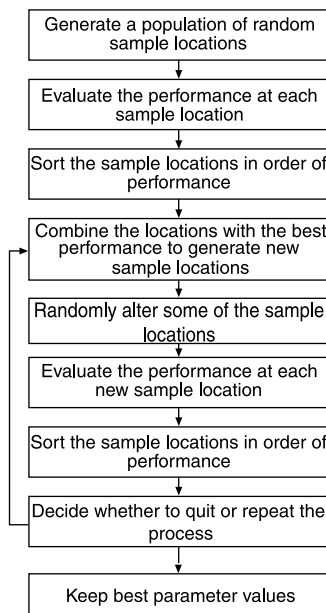 Generate a population of random
sample locations
Evaluate the performance at each
sample location
Sort the sample locations in order of
performance
Combine the locations with the best
performance to generate new
sample locations
Randomly alter some of the sample
locations
Evaluate the performance at each
new sample location
Sort the sample locations in order of
performance
Decide whether to quit or repeat the
process
Keep best parameter values